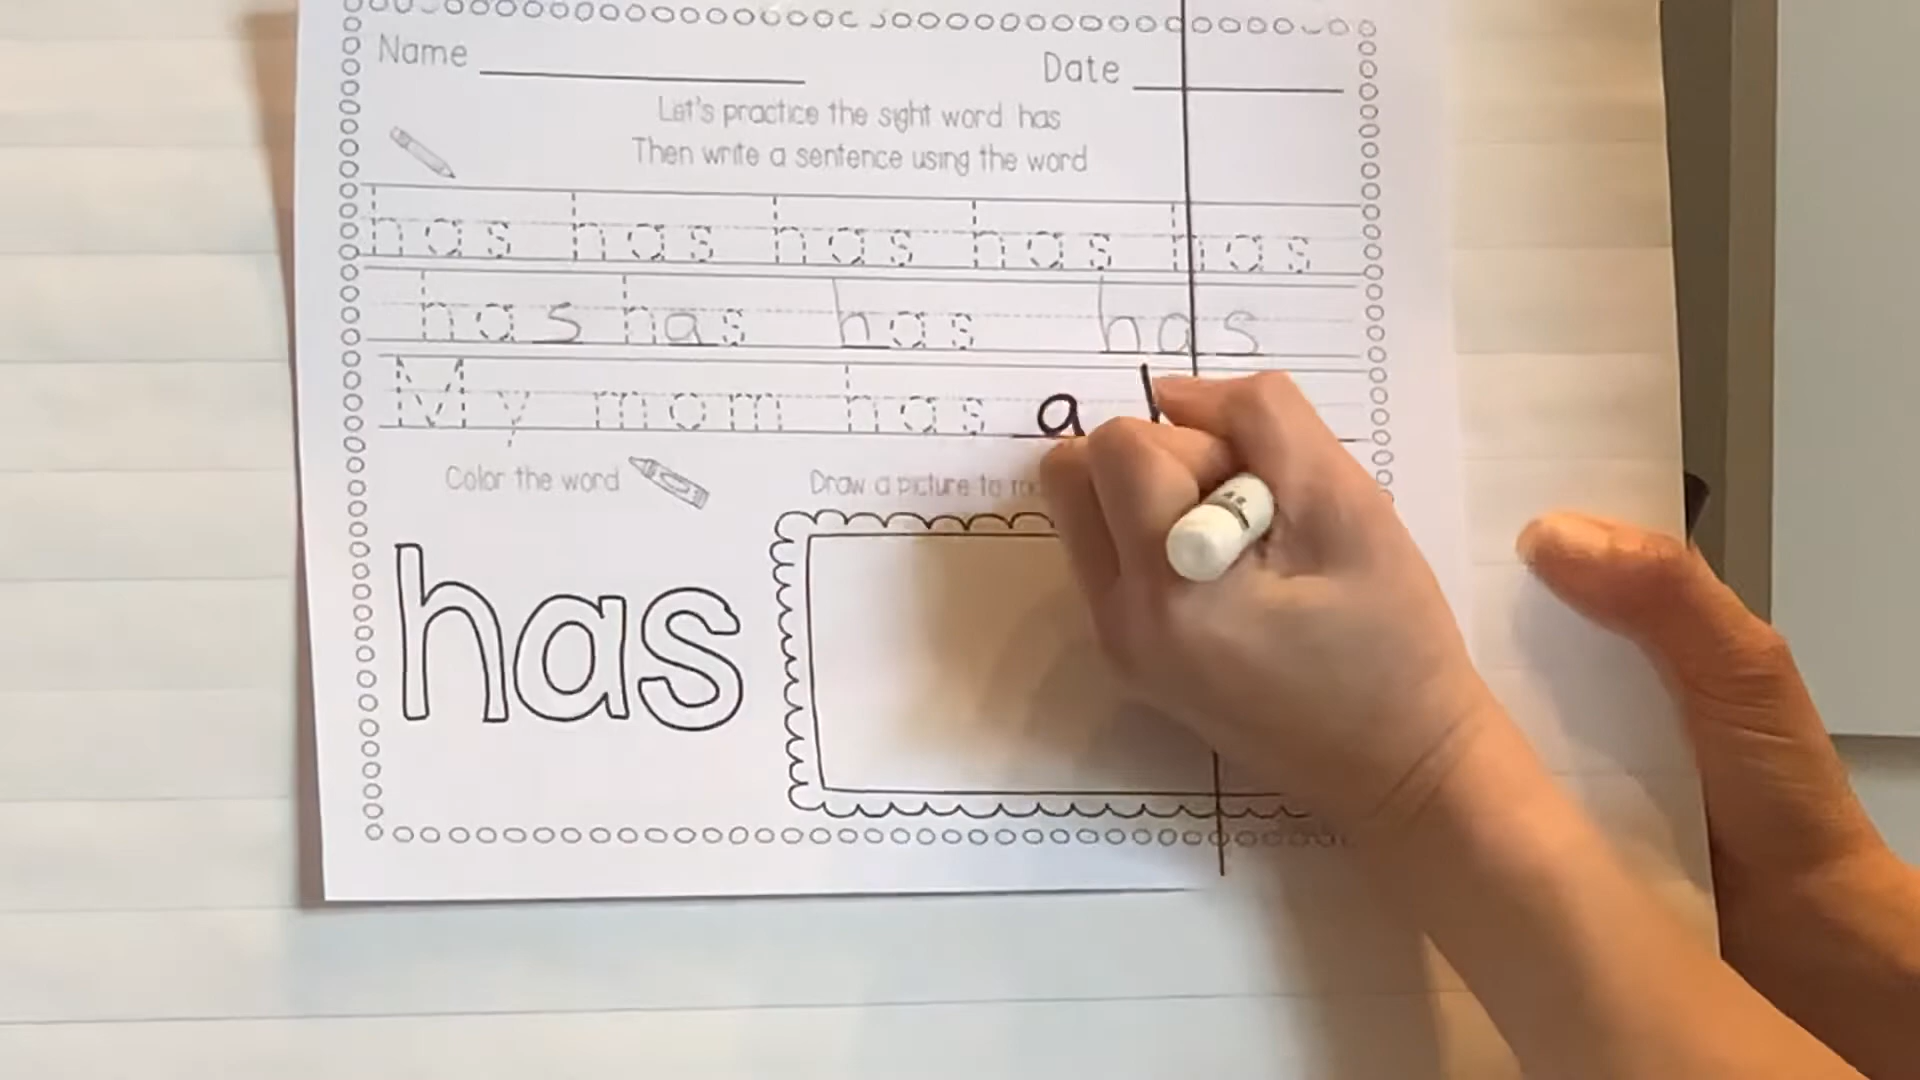 Name Date
Let's practice the sight word has
Then write a sentence using the word
has has has has has
has has has has
My mom has a
Color the word Draw a picture to
has